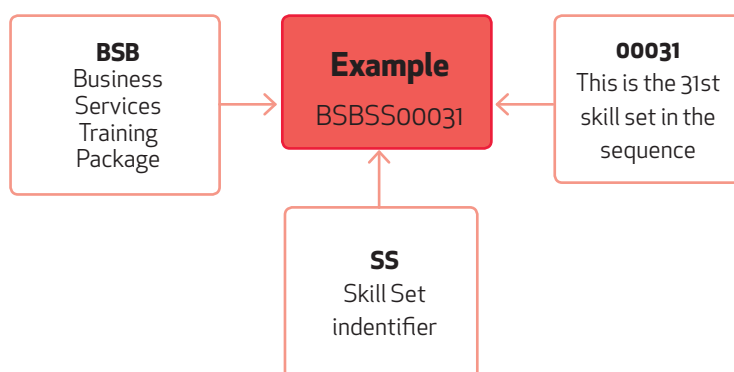 BSB
Business
Services
Training
Package
Example
BSBSS00031
00031
This is the 31st
skill set in the
sequence
SS
Skill Set
indentifier